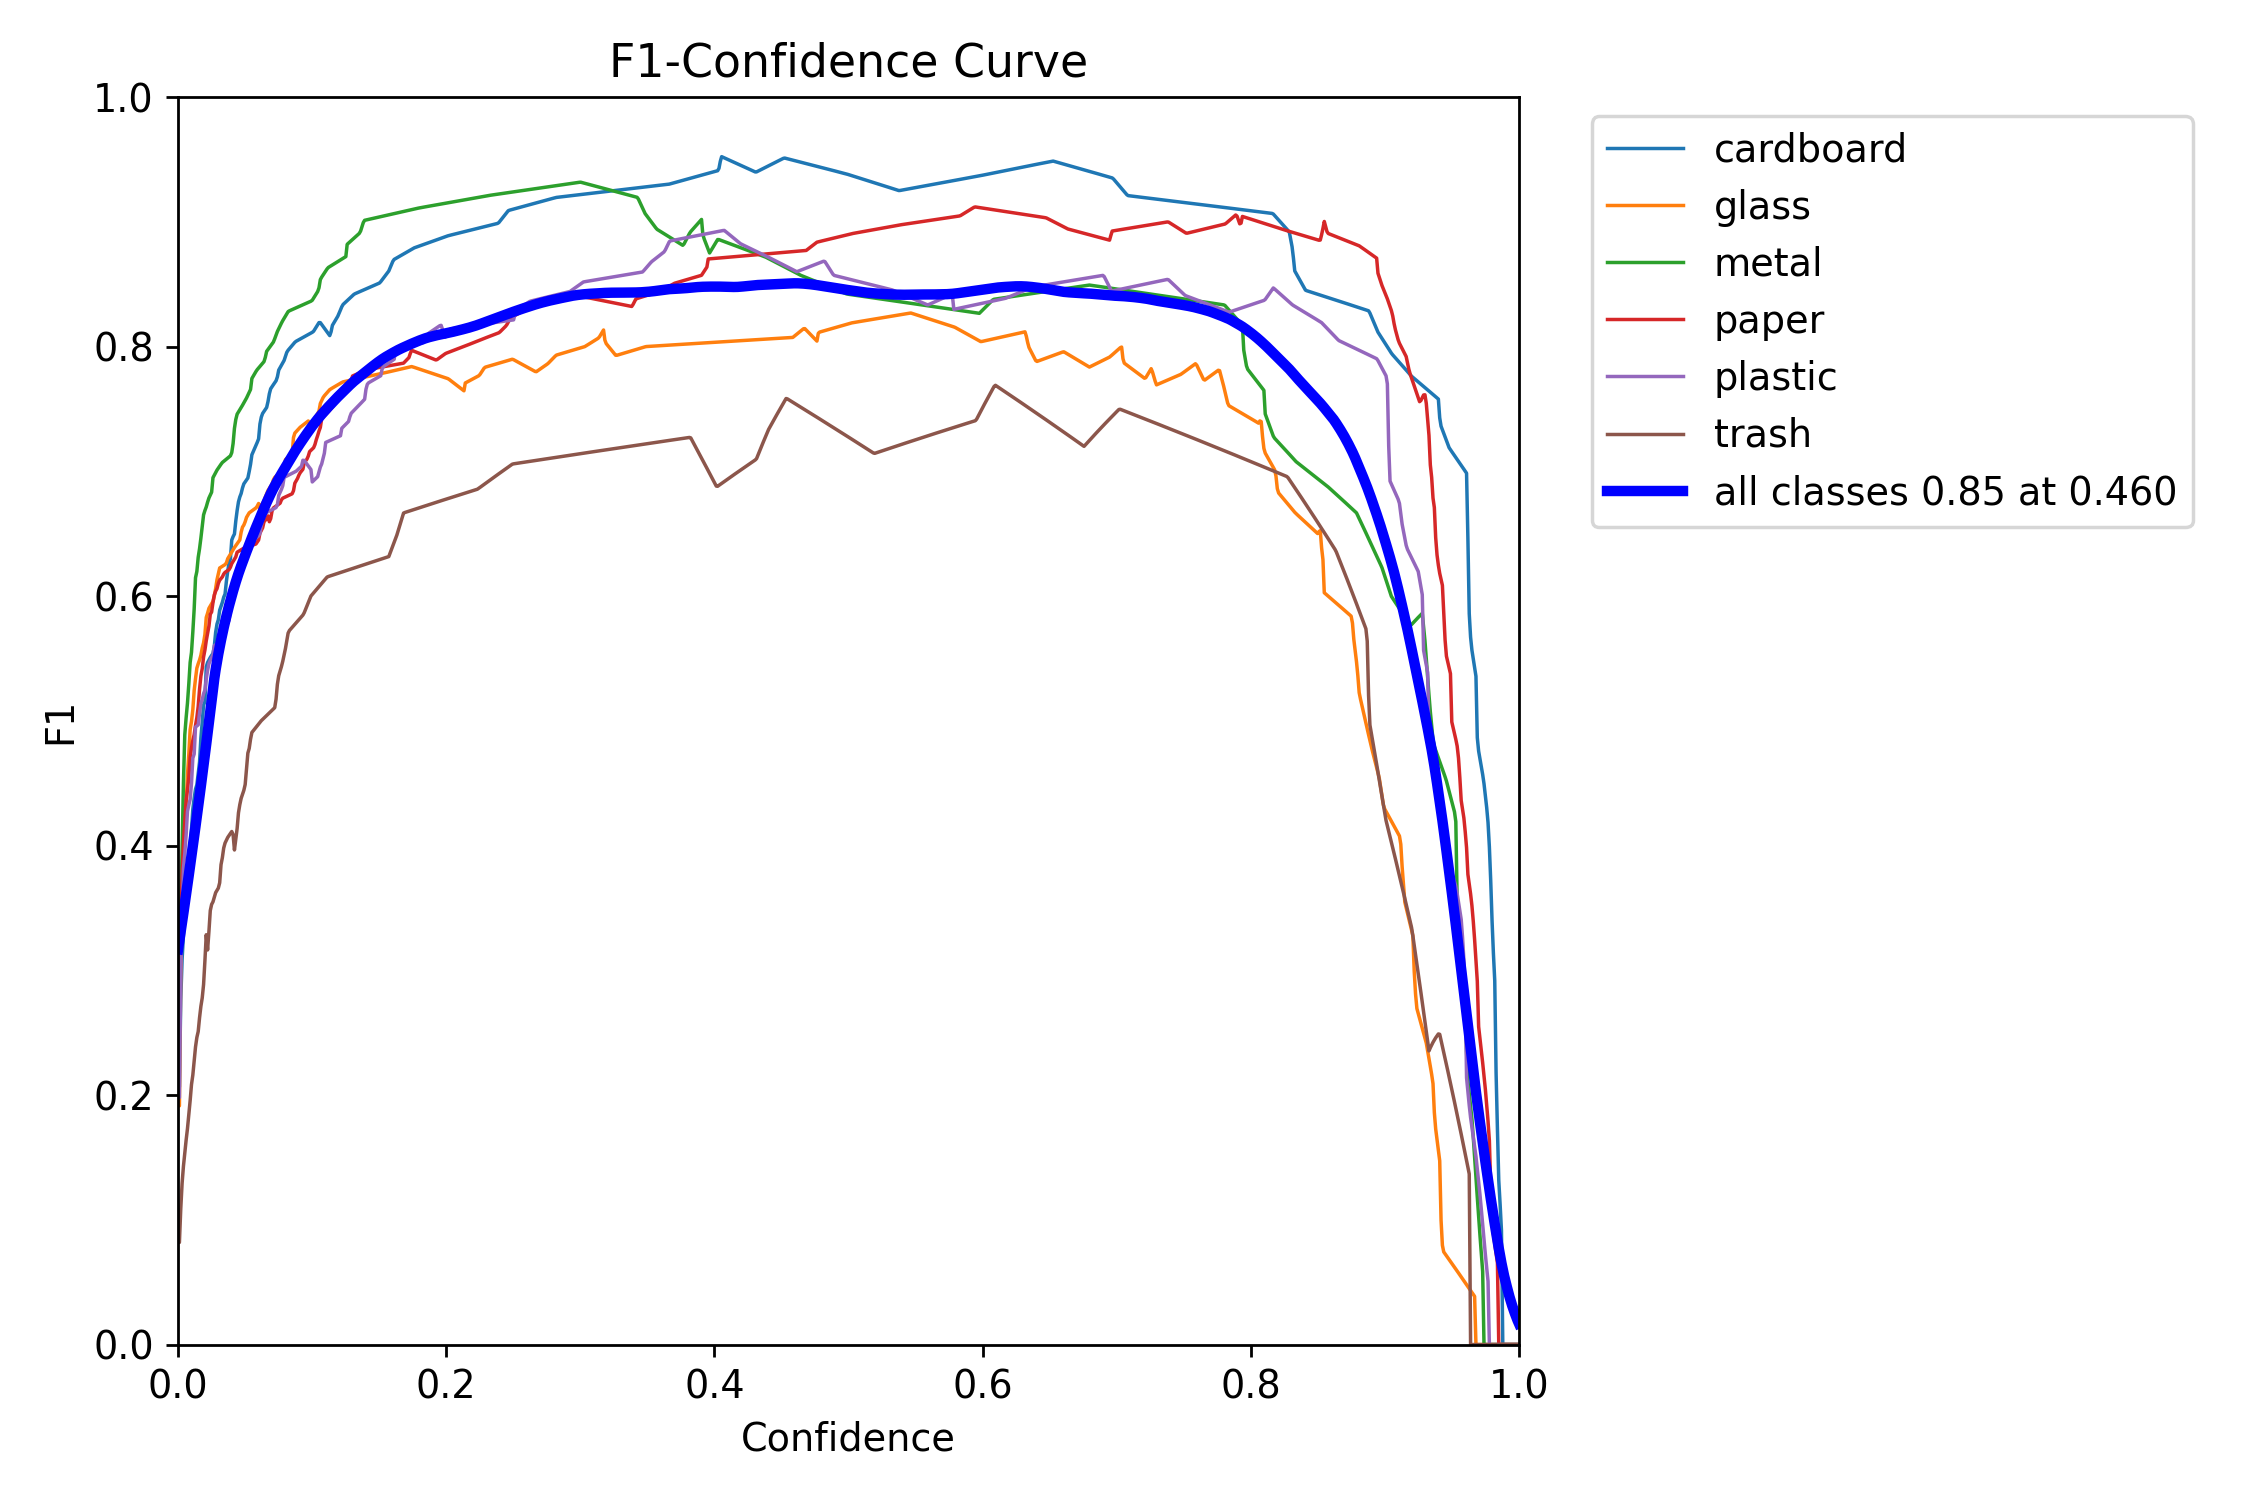 F1-Confidence Curve
1.0
0.8
0.6
0.4
0.2
0.0
F1
0.0 0.2 0.4 0.6 0.8 1.0
Confidence
cardboard
glass
metal
paper
plastic
trash
all classes 0.85 at 0.460